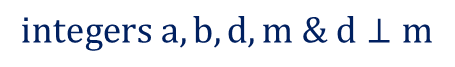 integers a, b, d, m & d ⊥ m